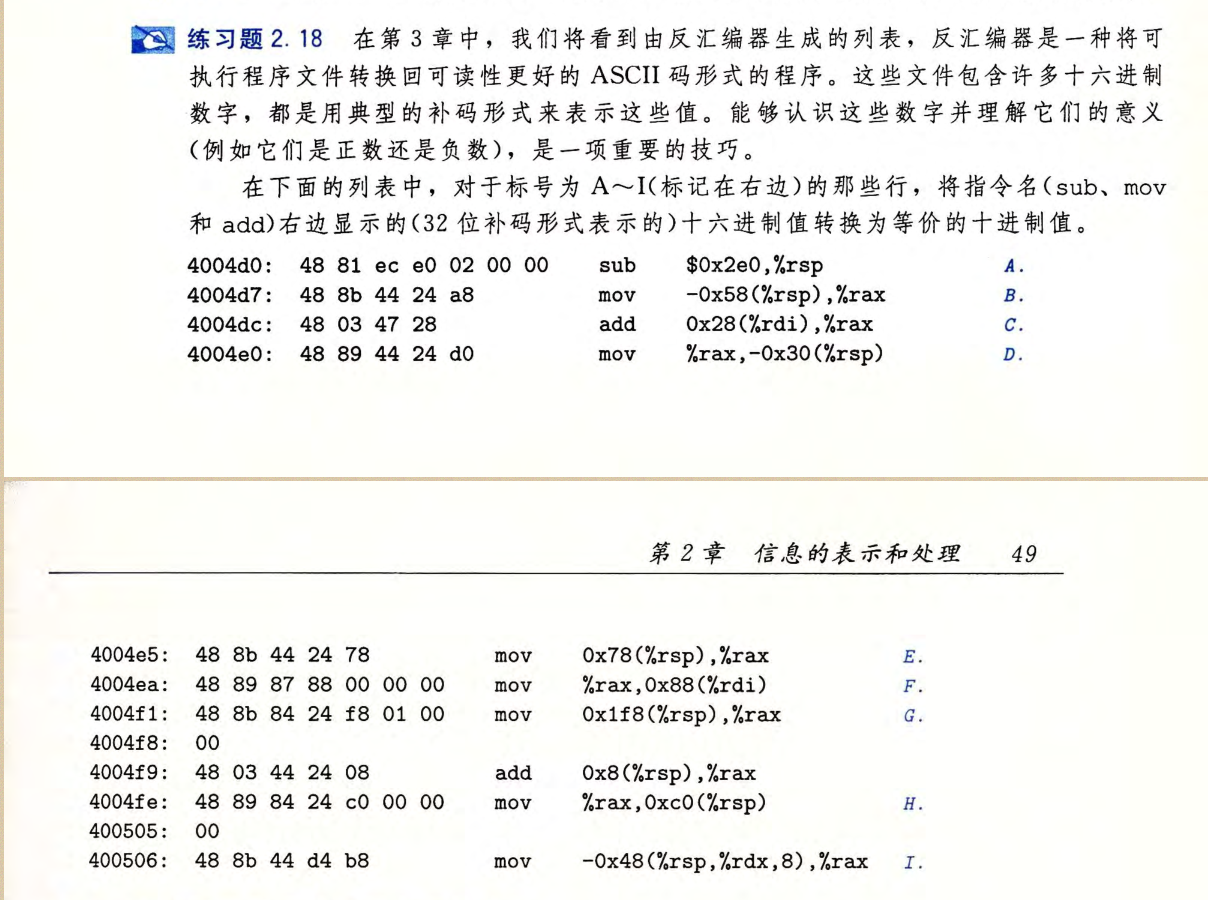 练习题 2.18 在第 3 章中，我们将看到由反汇编器生成的列表，反汇编器是一种将可
执行程序文件转换回可读性更好的 ASCII 码形式的程序。这些文件包含许多十六进制
数字，都是用典型的补码形式来表示这些值。能够认识这些数字并理解它们的意义
(例如它们是正数还是负数)，是一项重要的技巧。
在下面的列表中，对于标号为 A～I(标记在右边)的那些行，将指令名(sub、mov
和 add)右边显示的(32 位补码形式表示的)十六进制值转换为等价的十进制值。
4004d0: 48 81 ec e0 02 00 00 sub $0x2e0,%rsp A.
4004d7: 48 8b 44 24 a8 mov -0x58(%rsp),%rax B.
4004dc: 48 03 47 28 add 0x28(%rdi),%rax C.
4004e0: 48 89 44 24 d0 mov %rax,-0x30(%rsp) D.
第 2 章 信息的表示和处理 49
4004e5: 48 8b 44 24 78 mov 0x78(%rsp),%rax E.
4004ea: 48 89 87 88 00 00 00 mov %rax,0x88(%rdi) F.
4004f1: 48 8b 84 24 f8 01 00 mov 0x1f8(%rsp),%rax G.
4004f8: 00
4004f9: 48 03 44 24 08 add 0x8(%rsp),%rax
4004fe: 48 89 84 24 c0 00 00 mov %rax,0xc0(%rsp) H.
400505: 00
400506: 48 8b 44 d4 b8 mov -0x48(%rsp,%rdx,8),%rax I.